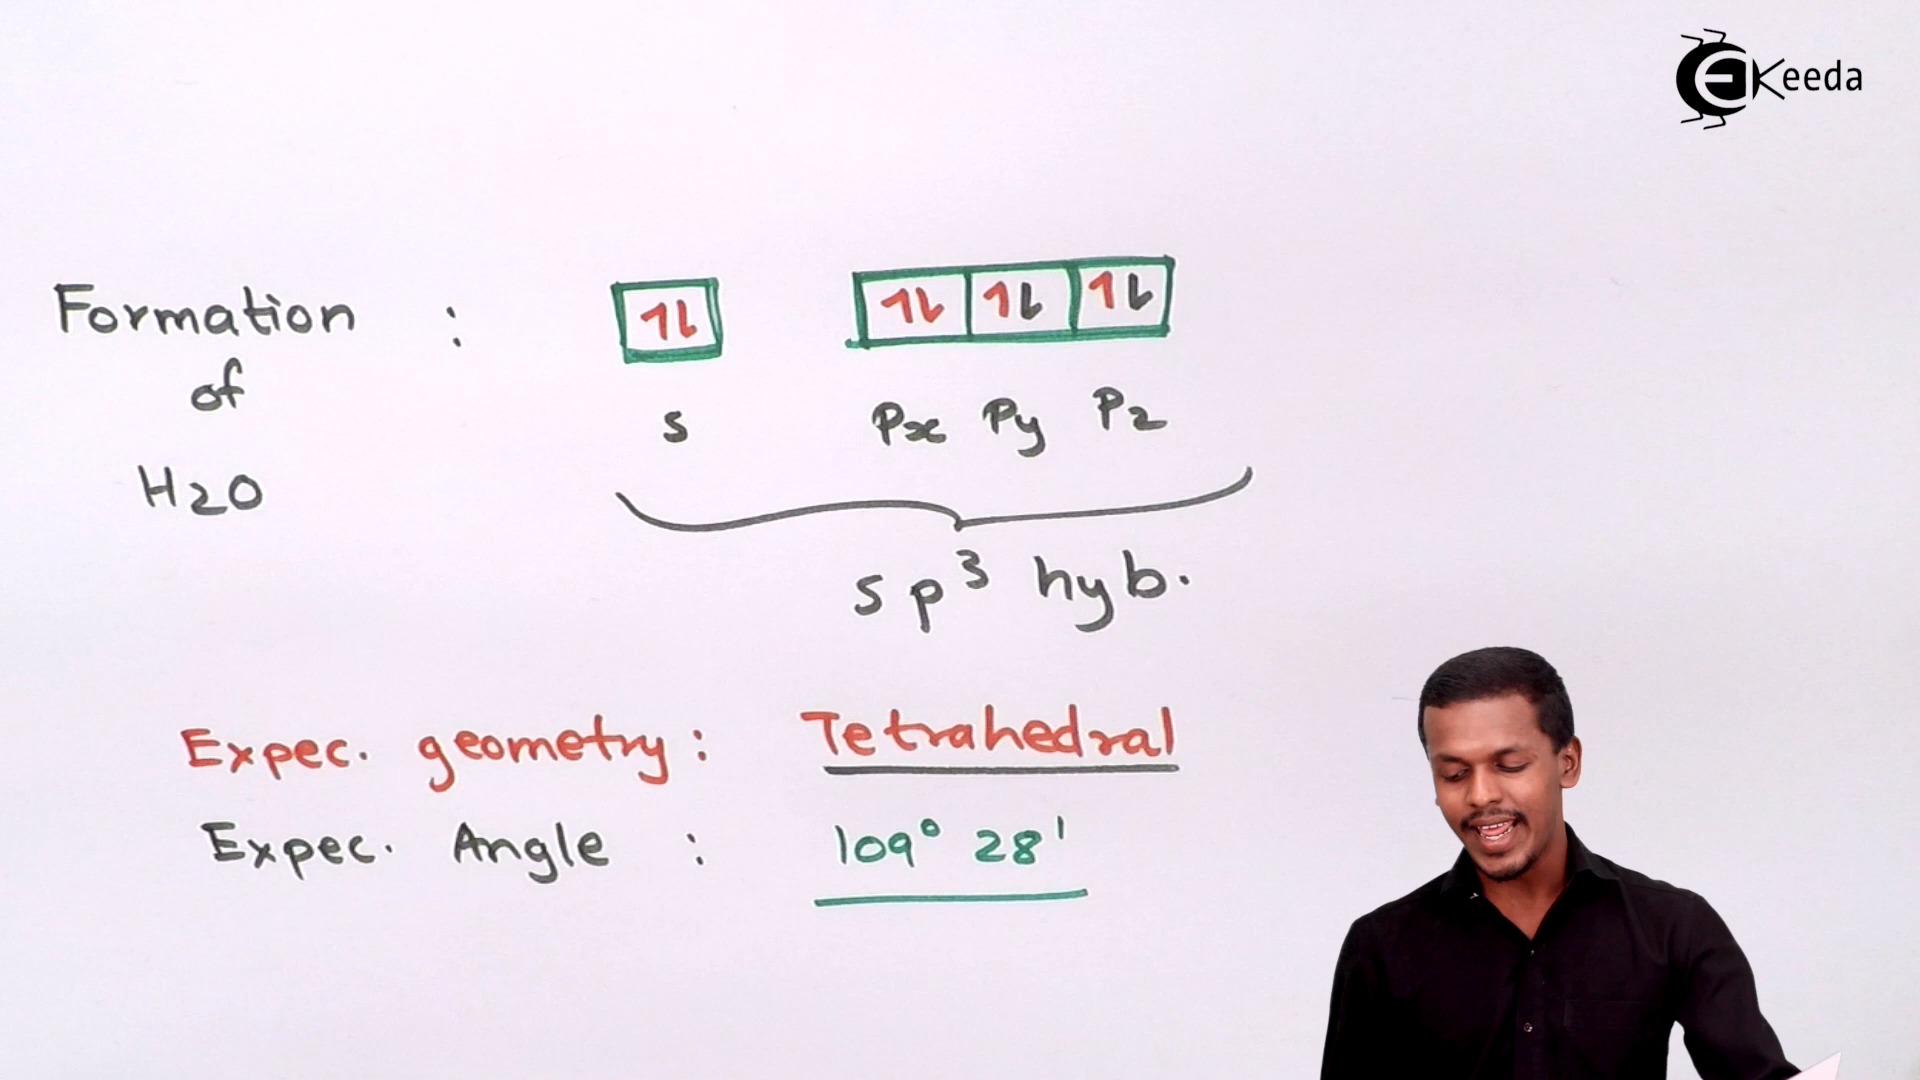 EKeeda
Formation : 1l 1l 1l 1l
of s Px Py Pz
H2O
sp³ hyb.
Expec. geometry: Tetrahedral
Expec. Angle : 109° 28'